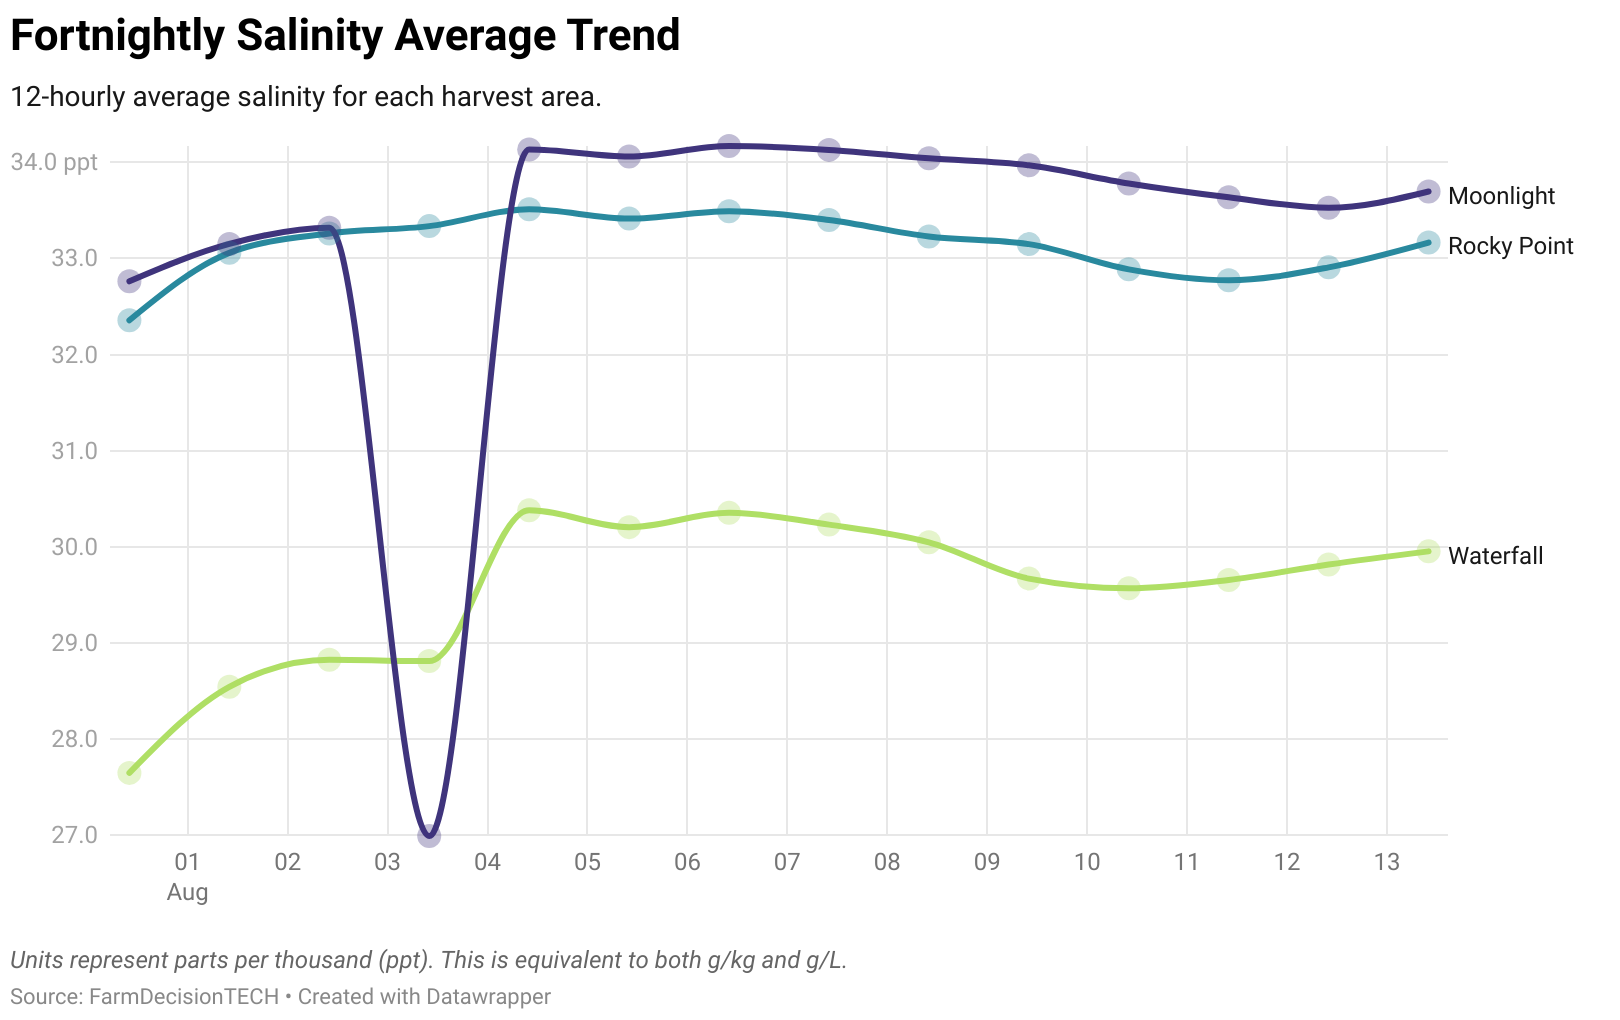 Fortnightly Salinity Average Trend
12-hourly average salinity for each harvest area.
34.0 ppt
33.0
32.0
31.0
30.0
29.0
28.0
27.0
Moonlight
Rocky Point
Waterfall
01 02 03 04 05 06 07 08 09 10 11 12 13
Aug
Units represent parts per thousand (ppt). This is equivalent to both g/kg and g/L.
Source: FarmDecisionTECH • Created with Datawrapper